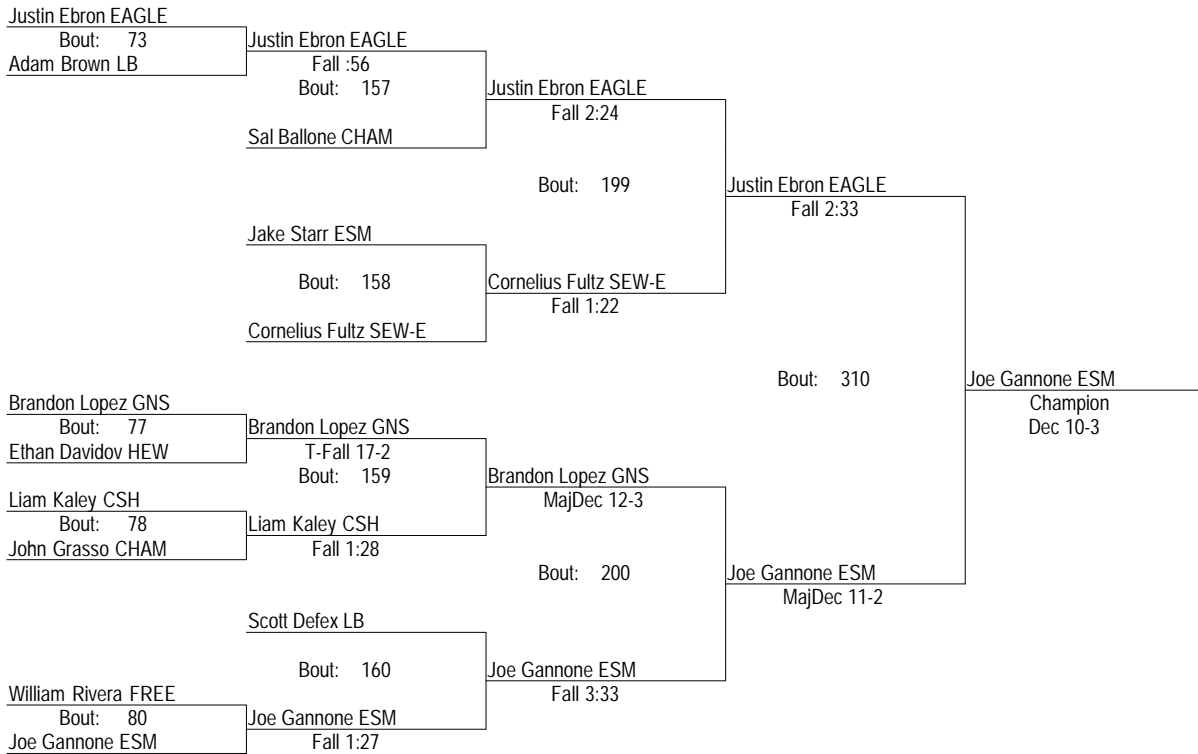 Justin Ebron EAGLE
Bout: 73
Adam Brown LB
Justin Ebron EAGLE
Fall :56
Bout: 157
Sal Ballone CHAM
Justin Ebron EAGLE
Fall 2:24
Bout: 199
Justin Ebron EAGLE
Fall 2:33
Jake Starr ESM
Bout: 158
Cornelius Fultz SEW-E
Cornelius Fultz SEW-E
Fall 1:22
Bout: 310
Joe Gannone ESM
Champion
Dec 10-3
Brandon Lopez GNS
Bout: 77
Ethan Davidov HEW
Brandon Lopez GNS
T-Fall 17-2
Bout: 159
Liam Kaley CSH
Bout: 78
John Grasso CHAM
Liam Kaley CSH
Fall 1:28
Brandon Lopez GNS
MajDec 12-3
Bout: 200
Joe Gannone ESM
MajDec 11-2
Scott Defex LB
Bout: 160
Joe Gannone ESM
Fall 3:33
William Rivera FREE
Bout: 80
Joe Gannone ESM
Joe Gannone ESM
Fall 1:27